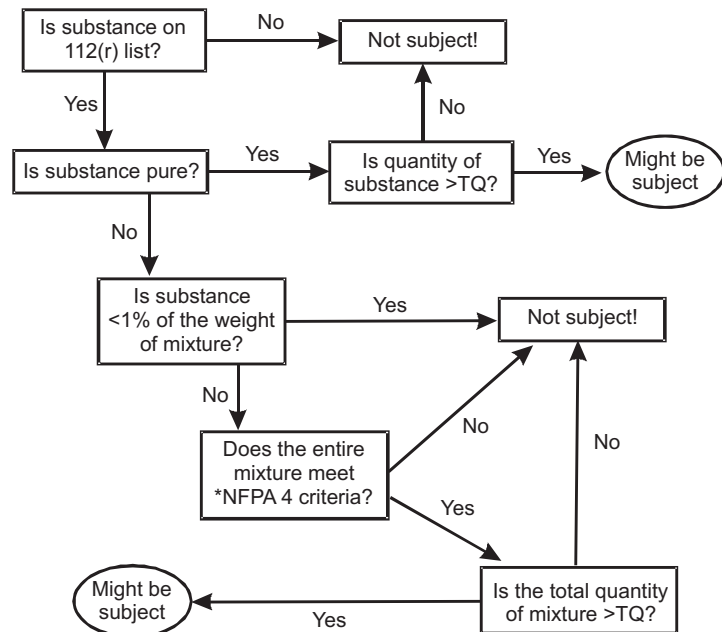 Is substance on
112(r) list?
No
Not subject!
Yes
No
Is substance pure?
Yes
Is quantity of
substance >TQ?
Yes
Might be
subject
No
Is substance
<1% of the weight
of mixture?
Yes
Not subject!
No
Does the entire
mixture meet
*NFPA 4 criteria?
No
No
Yes
Might be
subject
Yes
Is the total quantity
of mixture >TQ?